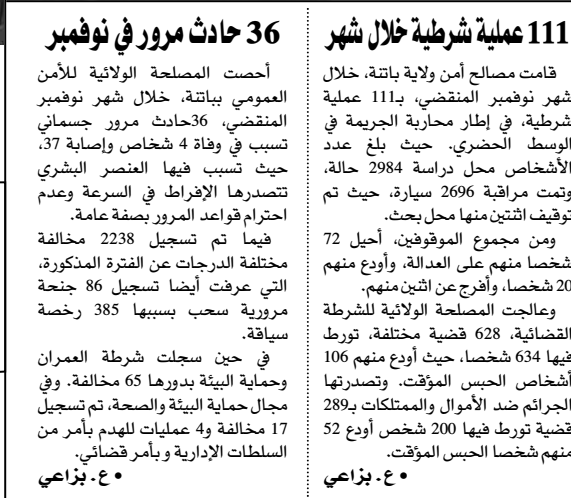 111 عملية شرطية خلال شهر
قامت مصالح أمن ولاية باتنة، خلال
شهر نوفمبر المنقضي، بـ111 عملية
شرطية، في إطار محاربة الجريمة في
الوسط الحضري. حيث بلغ عدد
الأشخاص محل دراسة 2984 حالة،
وتمت مراقبة 2696 سيارة، حيث تم
توقيف اثنتين منها محل بحث.
ومن مجموع الموقوفين، أحيل 72
شخصا منهم على العدالة، وأودع منهم
20 شخصا، وأفرج عن اثنين منهم.
وعالجت المصلحة الولائية للشرطة
القضائية، 628 قضية مختلفة، تورط
فيها 634 شخصا، حيث أودع منهم 106
أشخاص الحبس المؤقت. وتصدرتها
الجرائم ضد الأموال والممتلكات بـ289
قضية تورط فيها 200 شخص أودع 52
منهم شخصا الحبس المؤقت.
• ع. بزاعي
36 حادث مرور في نوفمبر
أحصت المصلحة الولائية للأمن
العمومي بباتنة، خلال شهر نوفمبر
المنقضي، 36حادث مرور جسماني
تسبب في وفاة 4 شخاص وإصابة 37،
حيث تسبب فيها العنصر البشري
تتصدرها الإفراط في السرعة وعدم
احترام قواعد المرور بصفة عامة.
فيما تم تسجيل 2238 مخالفة
مختلفة الدرجات عن الفترة المذكورة،
التي عرفت أيضا تسجيل 86 جنحة
مرورية سحب بسببها 385 رخصة
سياقة.
في حين سجلت شرطة العمران
وحماية البيئة بدورها 65 مخالفة. وفي
مجال حماية البيئة والصحة، تم تسجيل
17 مخالفة و4 عمليات للهدم بأمر من
السلطات الإدارية وبأمر قضائي.
• ع. بزاعي